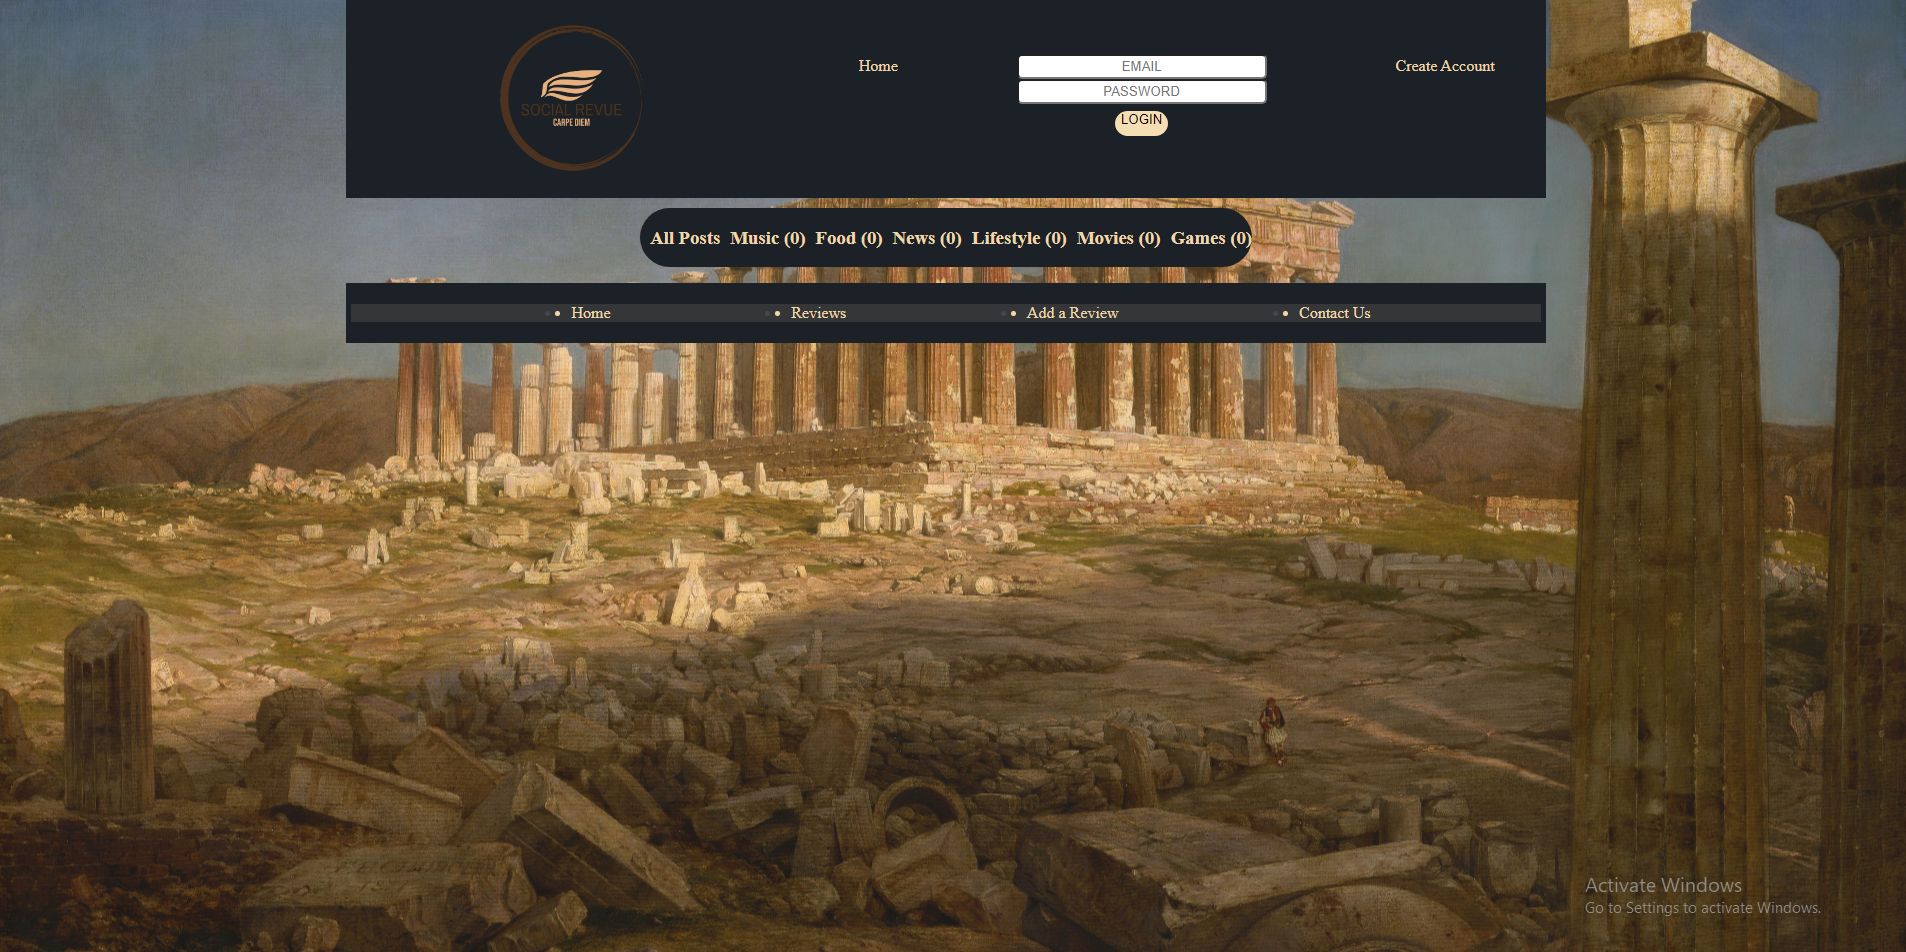 SOCIAL REVUE
CARPE DIEM
Home
EMAIL
PASSWORD
LOGIN
Create Account
All Posts Music (0) Food (0) News (0) Lifestyle (0) Movies (0) Games (0)
• Home • Reviews • Add a Review • Contact Us
Activate Windows
Go to Settings to activate Windows.